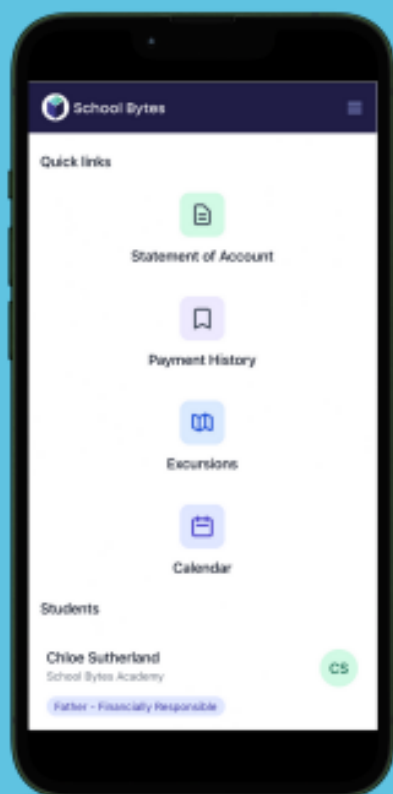 School Bytes
Quick links
Statement of Account
Payment History
Excursions
Calendar
Students
Chloe Sutherland
CS
School Bytes Academy
Father - Financially Responsible